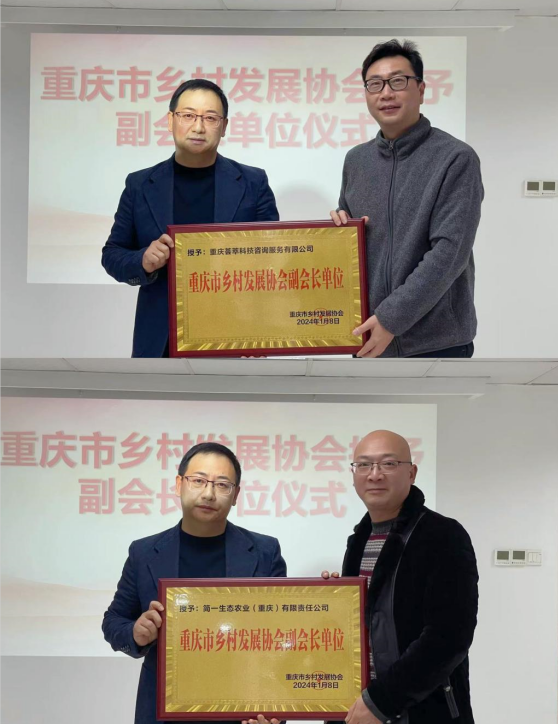 重庆市乡村发展协会 予
副会 单位仪式
授予：重庆荟萃科技咨询服务有限公司
重庆市乡村发展协会副会长单位
重庆市乡村发展协会
2024年1月8日
重庆市乡村发展协会 予
副会长 位仪式
授予：简一生态农业（重庆）有限责任公司
重庆市乡村发展协会副会长单位
重庆市乡村发展协会
2024年1月8日